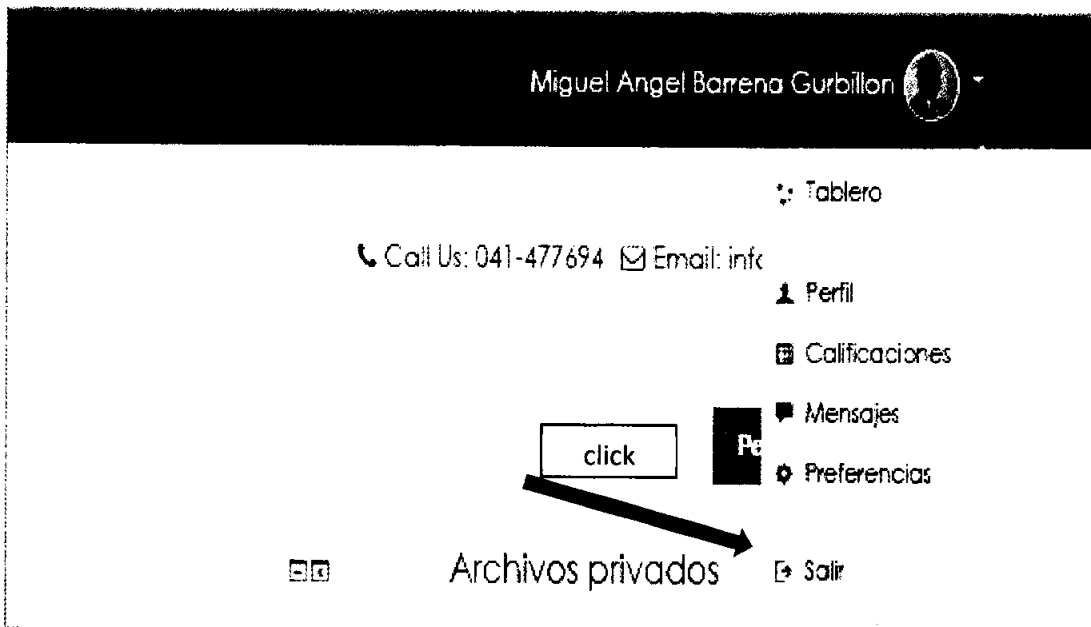 Miguel Angel Barrena Gurbillon
Tablero
Call Us: 041-477694 Email: info
Perfil
Calificaciones
Mensajes
click
Pe
Preferencias
Archivos privados
Salir